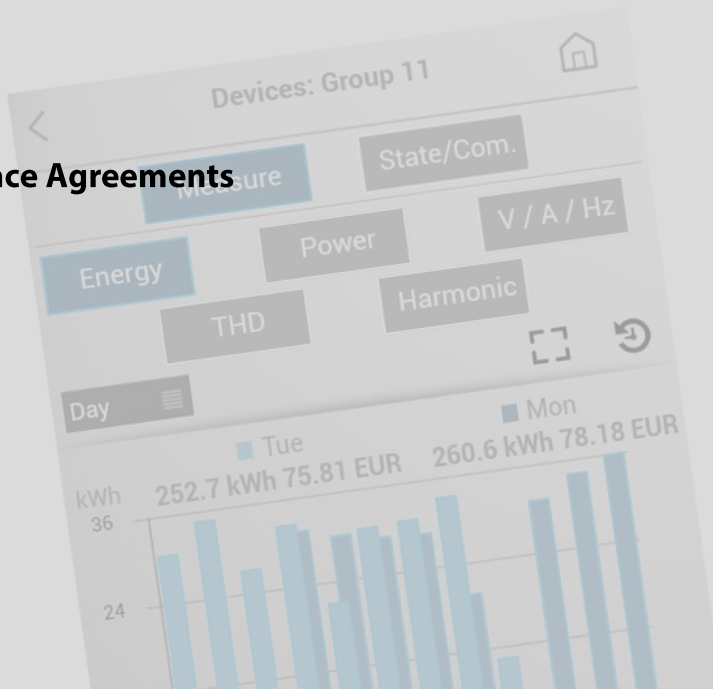 Devices: Group 11
State/Com.
Agreements
Measure
V / A / Hz
Power
Energy
Harmonic
THD
Day
Mon
Tue
260.6 kWh 78.18 EUR
252.7 kWh 75.81 EUR
kWh
36
24